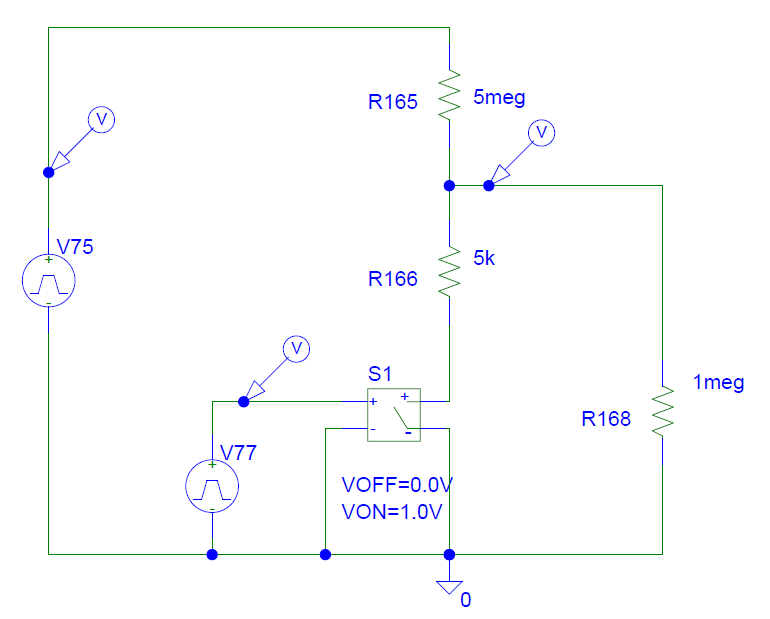 R165
5meg
V
V
V75
R166
5k
V
S1
1meg
R168
V77
VOFF=0.0V
VON=1.0V
0